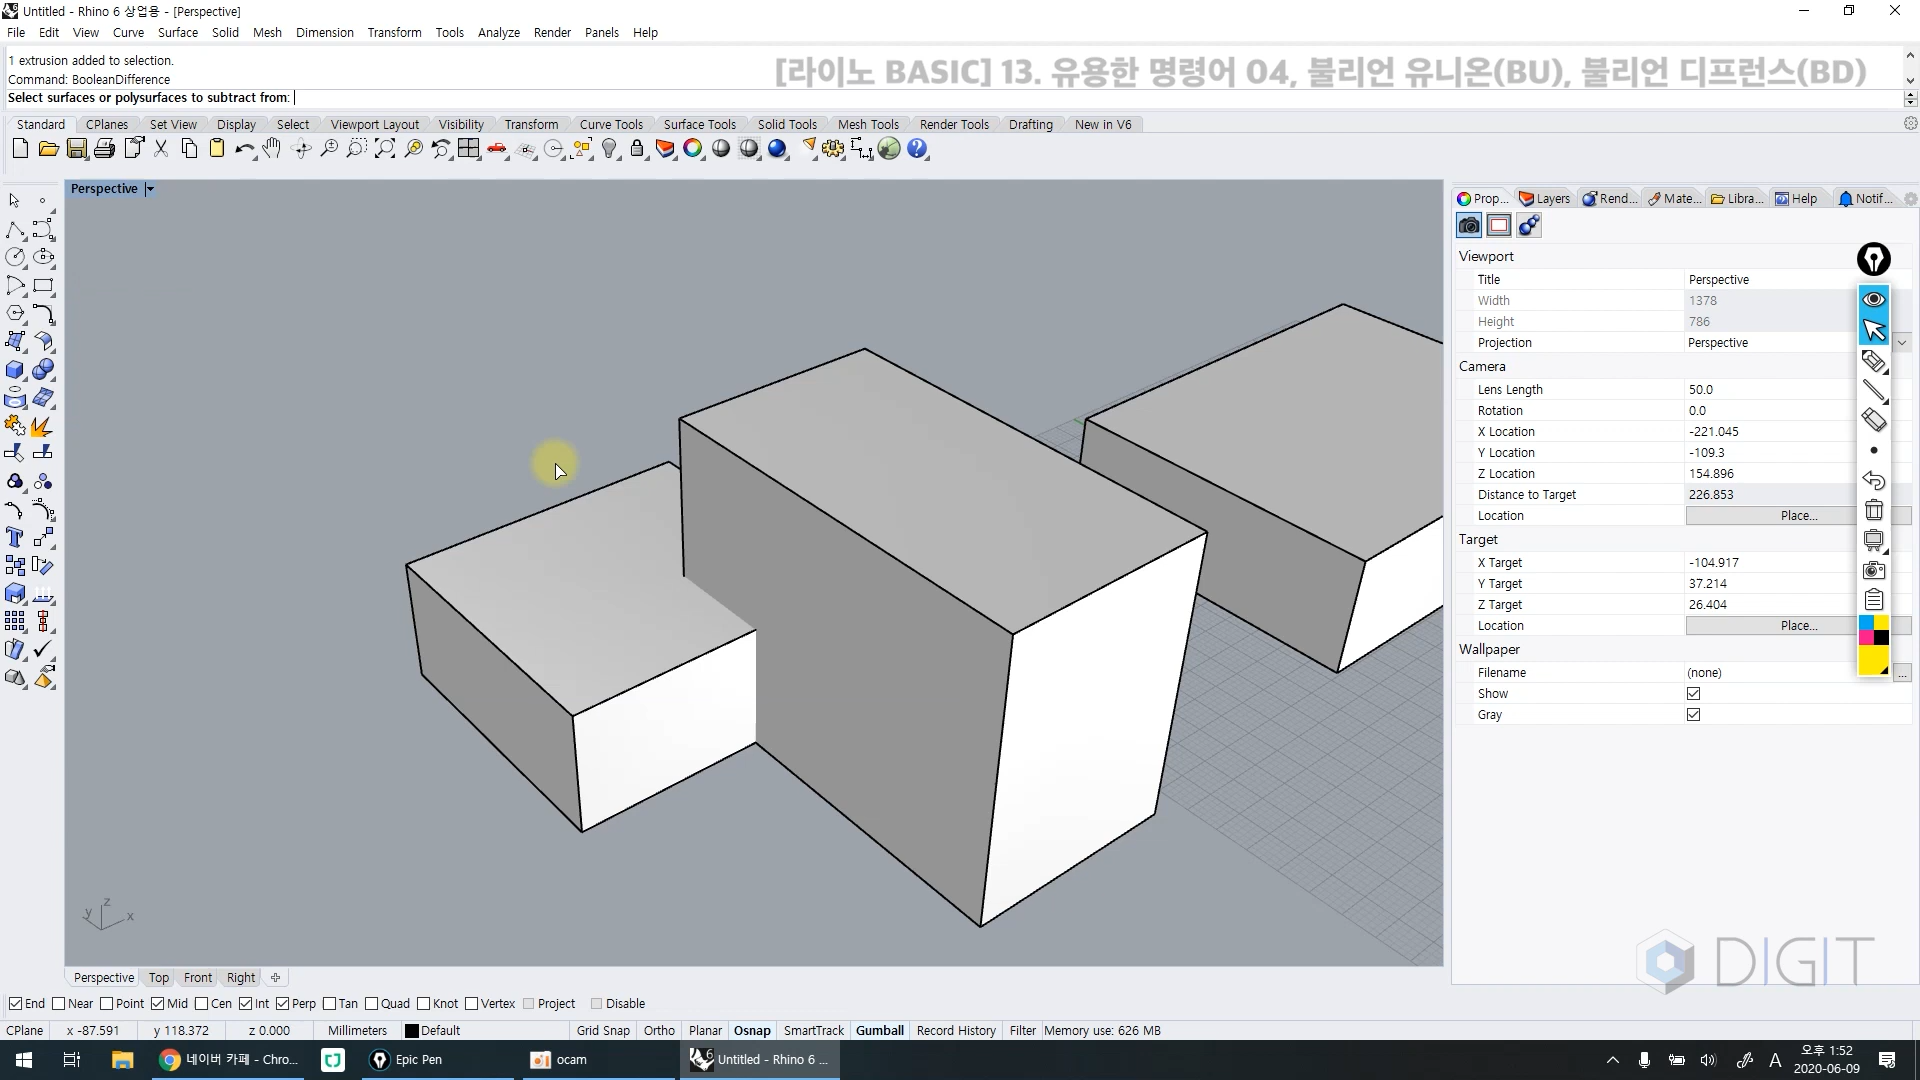 Untitled - Rhino 6 상업용 - [Perspective]
File Edit View Curve Surface Solid Mesh Dimension Transform Tools Analyze Render Panels Help
1 extrusion added to selection.
Command: BooleanDifference
Select surfaces or polysurfaces to subtract from:
[라이노 BASIC] 13. 유용한 명령어 04, 불리언 유니온(BU), 불리언 디프런스(BD)
Standard CPlanes Set View Display Select Viewport Layout Visibility Transform Curve Tools Surface Tools Solid Tools Mesh Tools Render Tools Drafting New in V6
Perspective
Prop... Layers Rend... Mate... Libra... Help Notif...
Viewport
Title Perspective
Width 1378
Height 786
Projection Perspective
Camera
Lens Length 50.0
Rotation 0.0
X Location -221.045
Y Location -109.3
Z Location 154.896
Distance to Target 226.853
Location Place...
Target
X Target -104.917
Y Target 37.214
Z Target 26.404
Location Place...
Wallpaper
Filename (none) ...
Show
Gray
z
y x
DIGIT
Perspective Top Front Right
End Near Point Mid Cen Int Perp Tan Quad Knot Vertex Project Disable
CPlane x -87.591 y 118.372 z 0.000 Millimeters Default Grid Snap Ortho Planar Osnap SmartTrack Gumball Record History Filter Memory use: 626 MB
네이버 카페 - Chro... Epic Pen ocam Untitled - Rhino 6 ... A 오후 1:52
2020-06-09